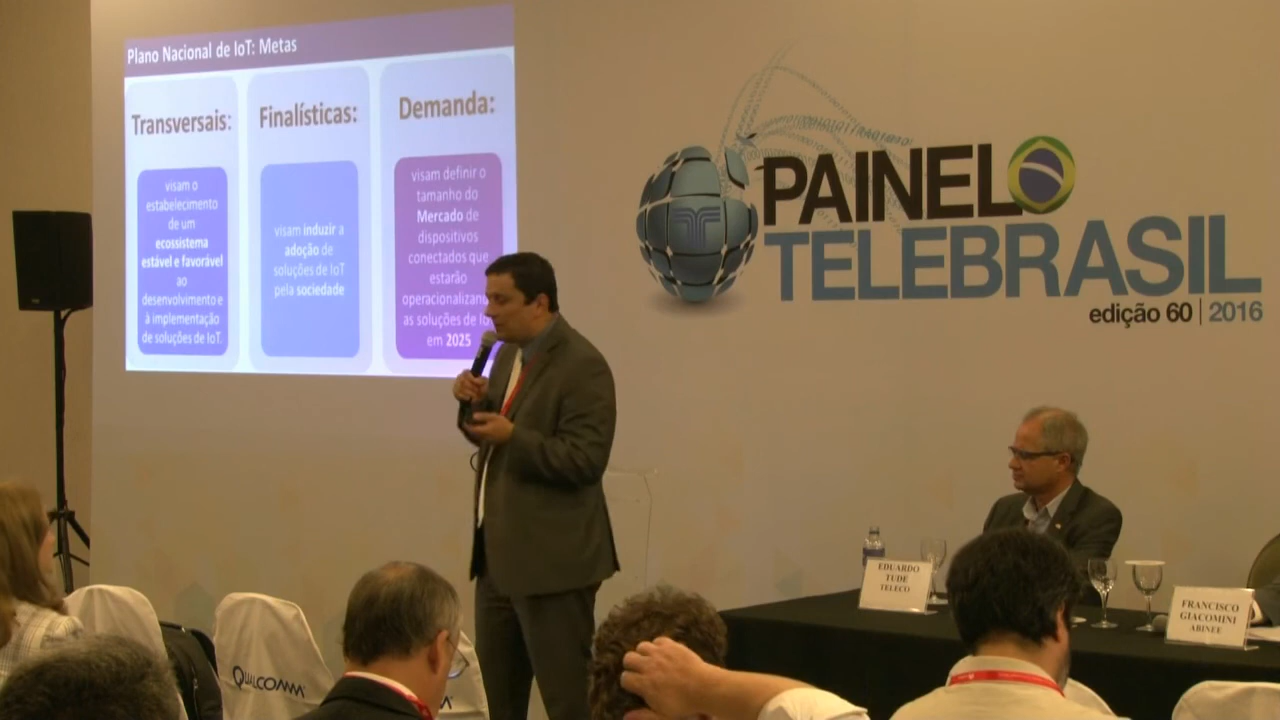 Plano Nacional de IoT: Metas
Transversais:
visam o
estabelecimento
de um
ecossistema
estável e favorável
ao
desenvolvimento e
à implementação
de soluções de IoT.
Finalísticas:
visam induzir a
adoção de
soluções de IoT
pela sociedade
Demanda:
visam definir o
tamanho do
Mercado de
dispositivos
conectados que
estarão
as soluções de
em 2025
PAINEL
TELEBRASIL
edição 60 | 2016
EDUARDO
TUDE
TELECO
FRANCISCO
GIACOMINI
ABINEE
QUALCOMM